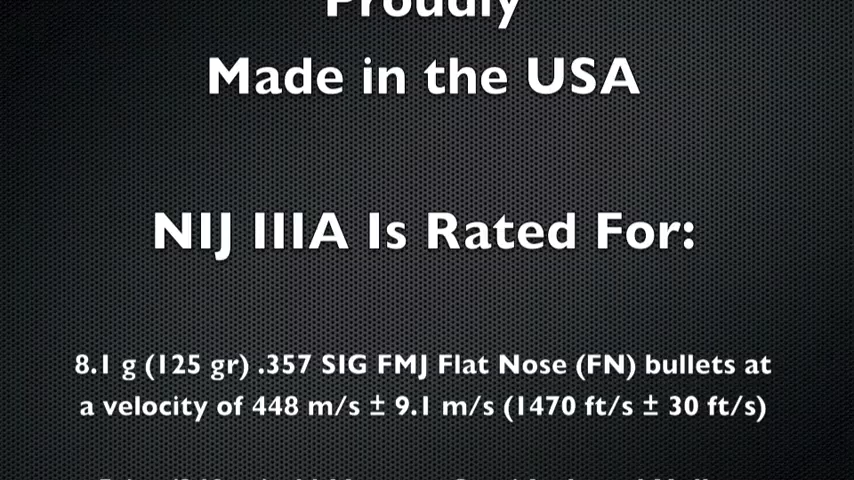 Proudly
Made in the USA
NIJ IIIA Is Rated For:
8.1 g (125 gr) .357 SIG FMJ Flat Nose (FN) bullets at
a velocity of 448 m/s ± 9.1 m/s (1470 ft/s ± 30 ft/s)